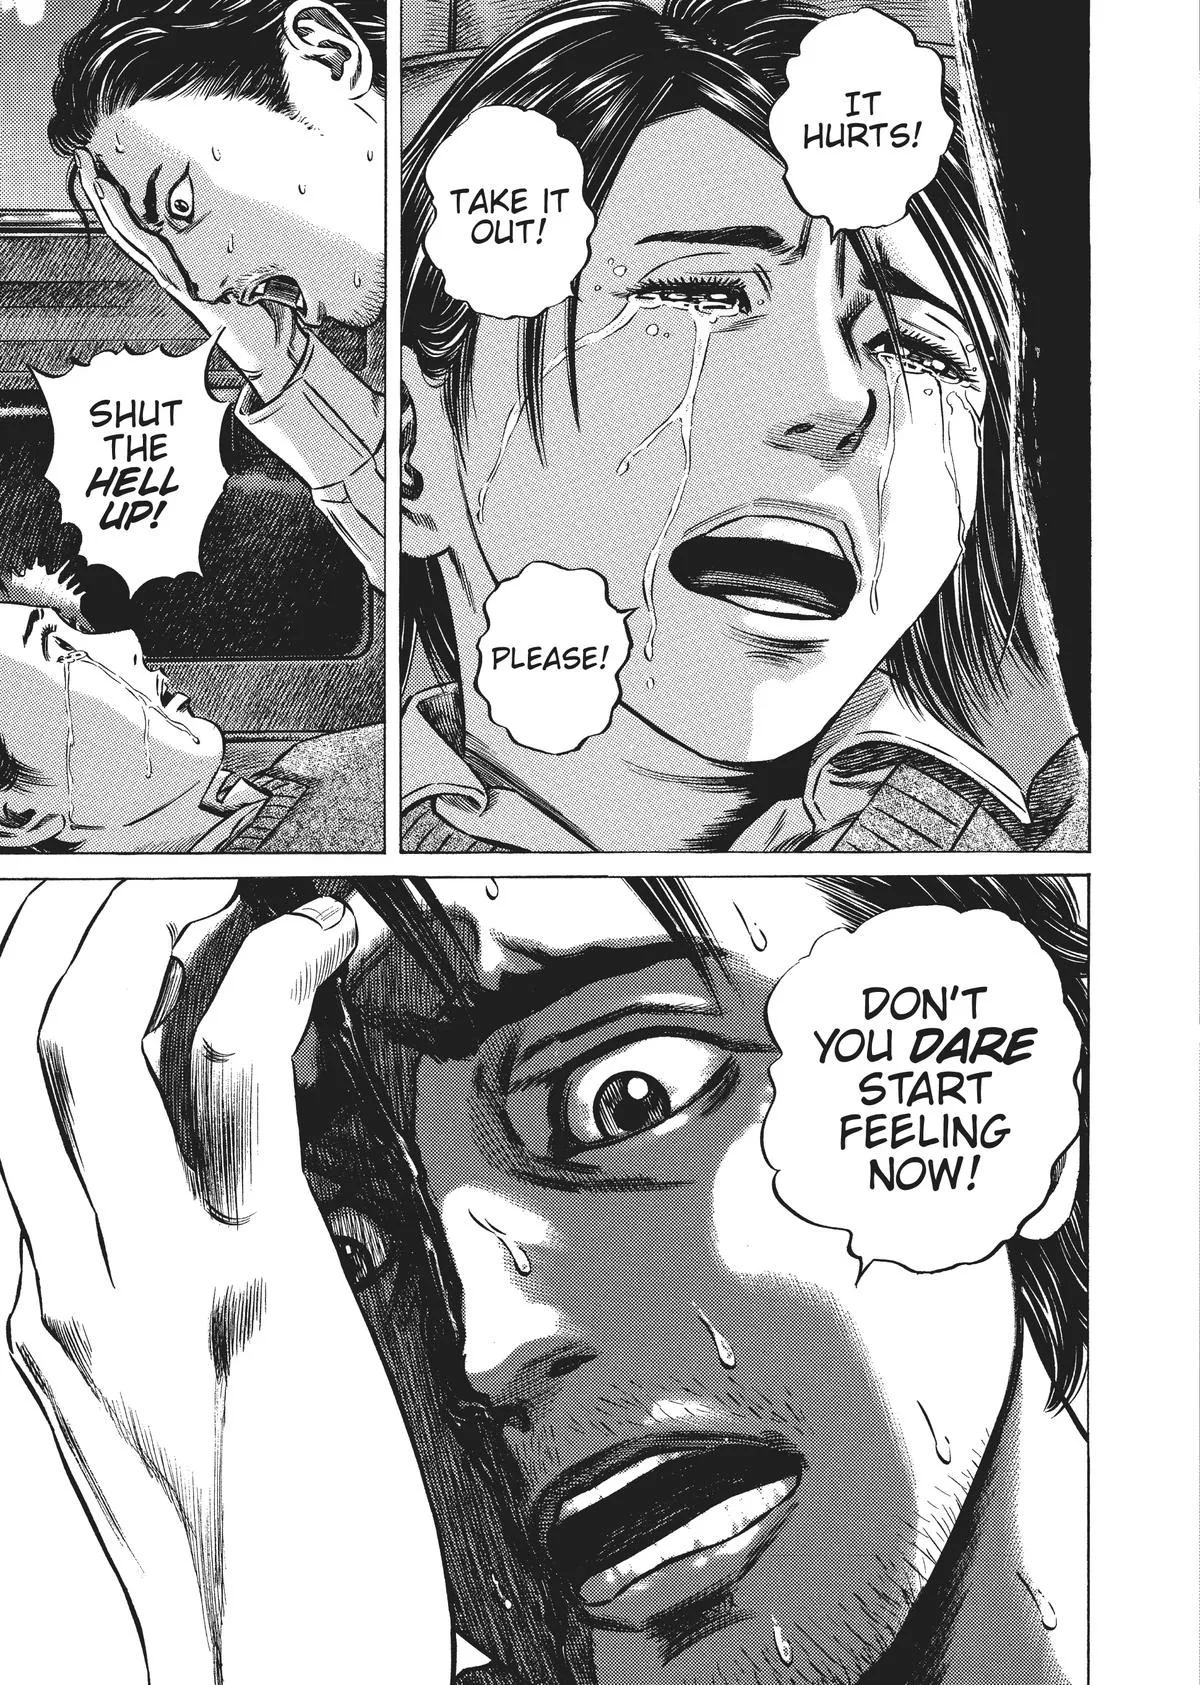 IT
HURTS!
TAKE IT
OUT!
PLEASE!
SHUT
THE
HELL
UP!
DON'T
YOU DARE
START
FEELING
NOW!